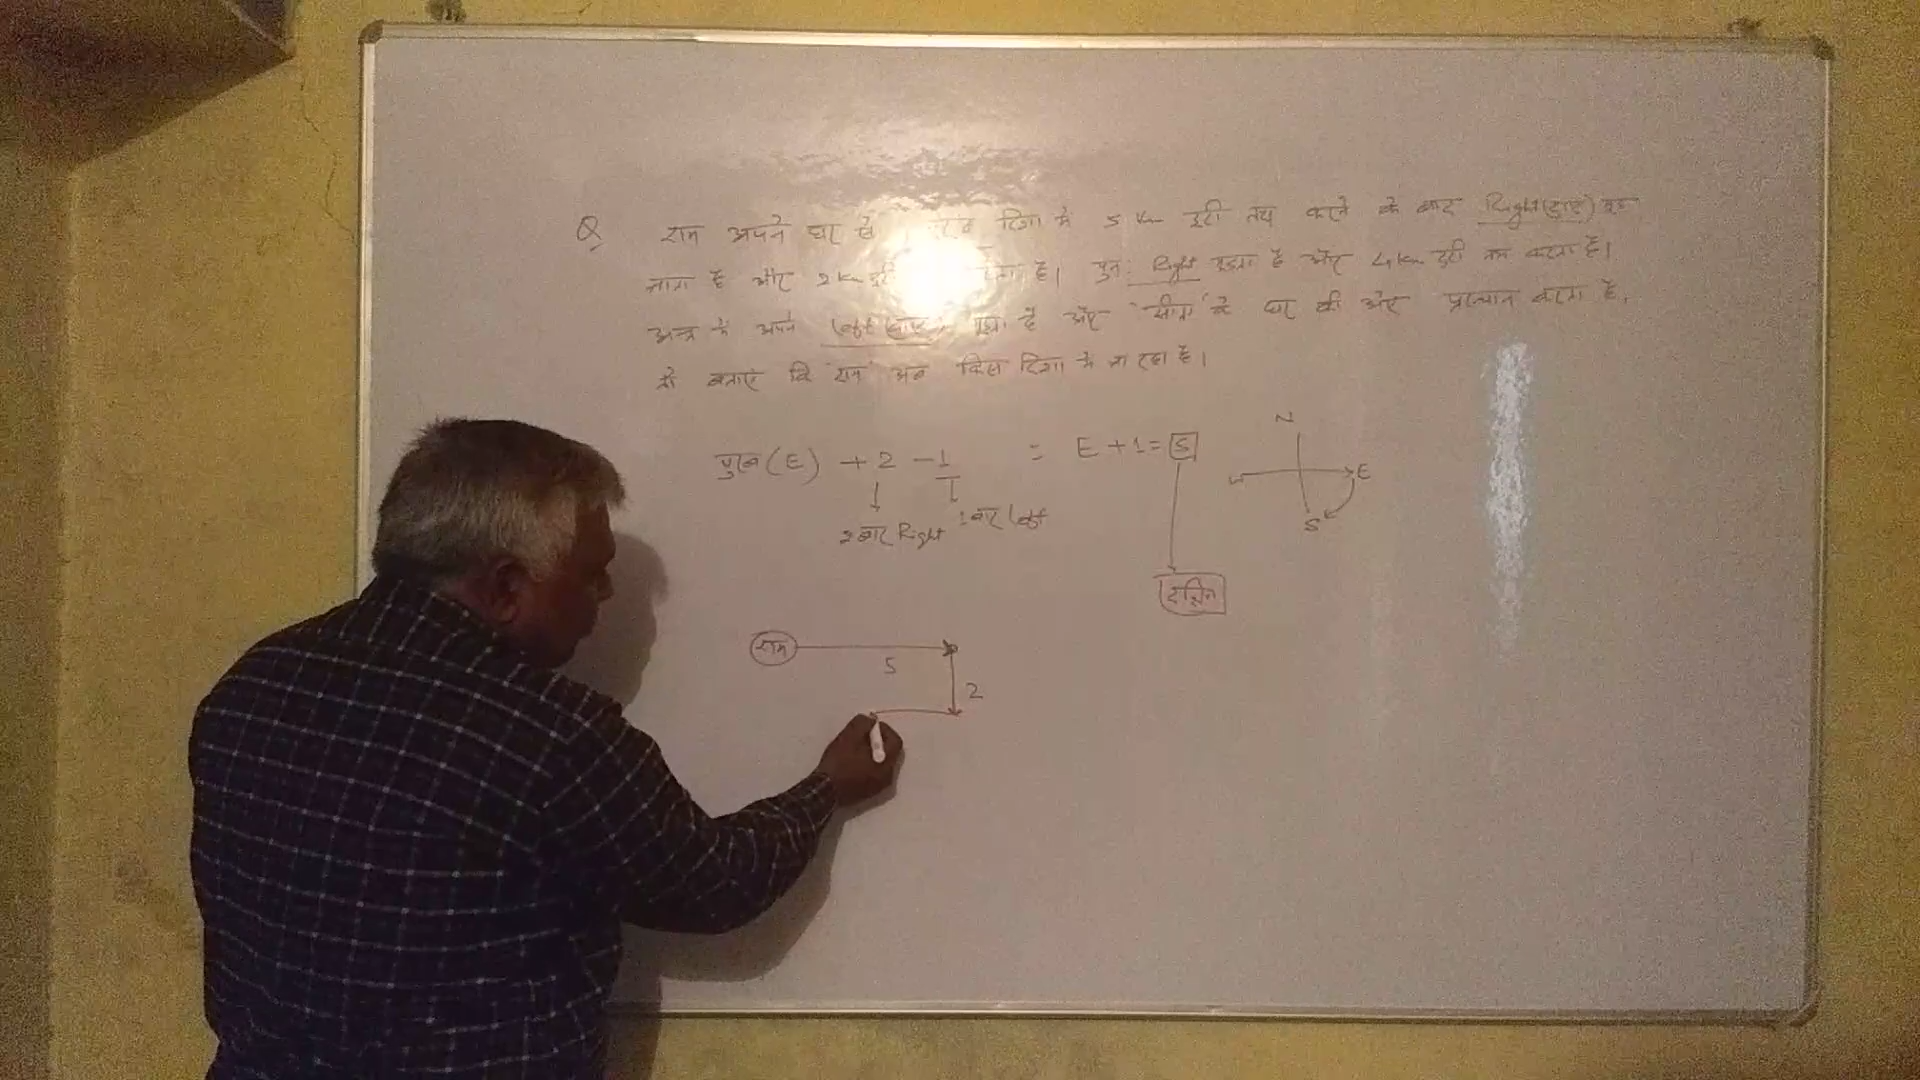 Q राम अपने घर से पूरब दिशा में 5 Km दूरी तय करने के बाद Right(दाए) मुड़
जाता है और 2 Km दूरी करता है। पुन: Right मुड़ता है और 4 Km दूरी तय करता है।
अन्त में अपने Left (बाए) मुड़ता है और 'सीता' के घर की ओर प्रस्थान करता है,
तो बताएं कि 'राम' अब किस दिशा में जा रहा है।
पुरब (E) + 2 - 1 = E + 1 = S
2 बार Right 1 बार Left
N
E
S
दक्षिण
राम
5
2